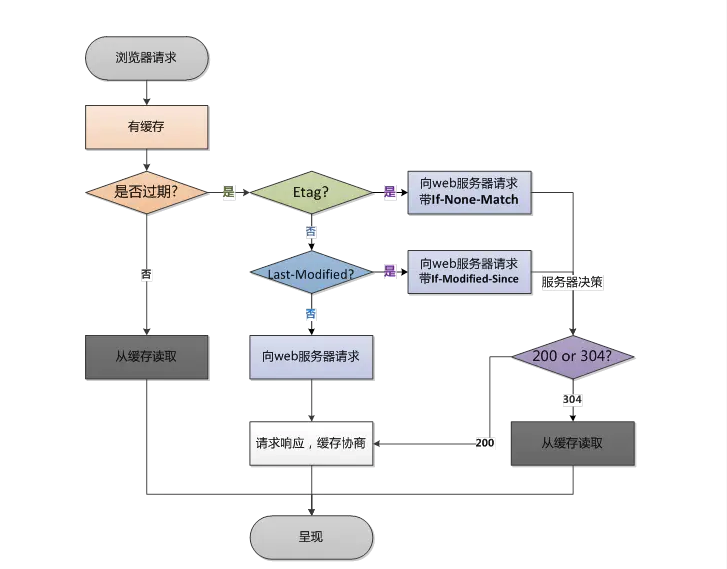 浏览器请求
有缓存
是否过期?
是
Etag?
是
向web服务器请求
带If-None-Match
否
否
Last-Modified?
是
向web服务器请求
带If-Modified-Since
服务器决策
否
从缓存读取
向web服务器请求
200 or 304?
304
请求响应，缓存协商
200
从缓存读取
呈现